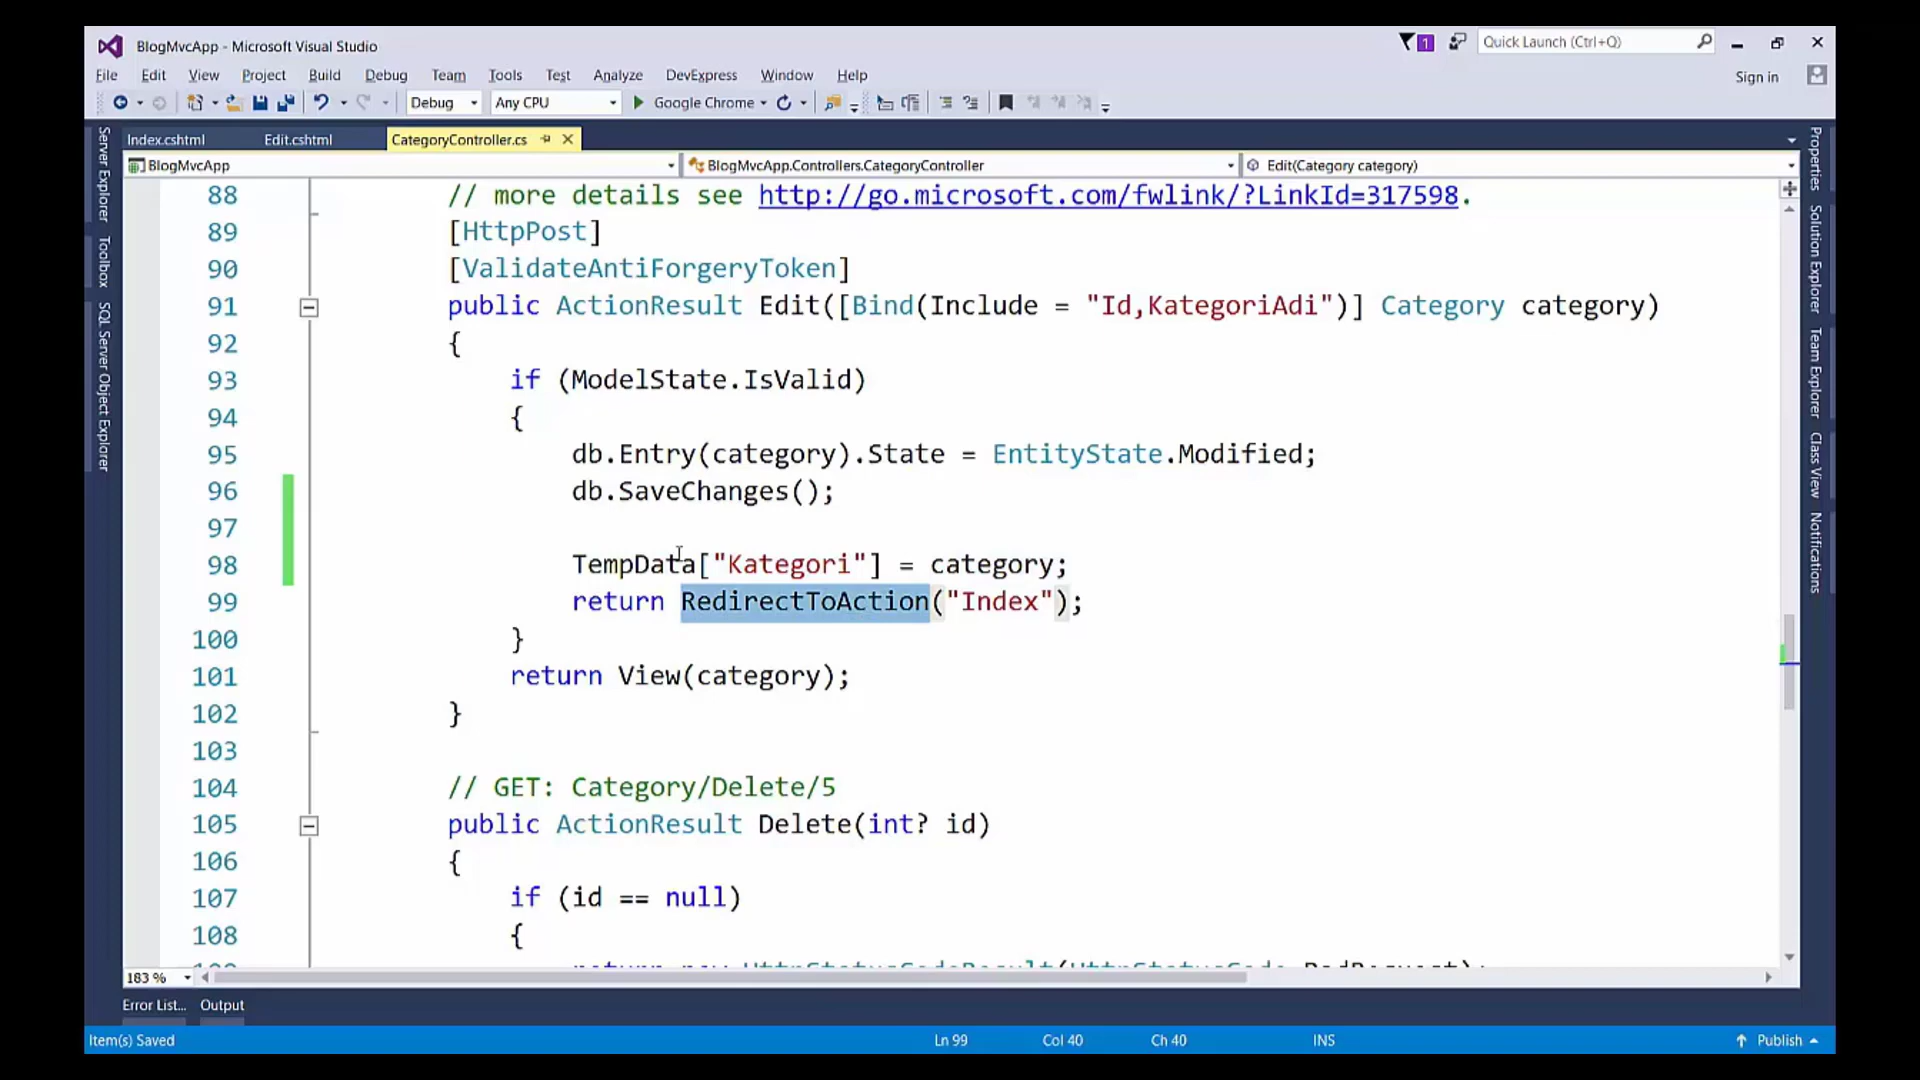 BlogMvcApp - Microsoft Visual Studio
1
Quick Launch (Ctrl+Q)
File Edit View Project Build Debug Team Tools Test Analyze DevExpress Window Help
Sign in
Debug Any CPU Google Chrome
Index.cshtml Edit.cshtml CategoryController.cs
BlogMvcApp BlogMvcApp.Controllers.CategoryController Edit(Category category)
Server Explorer
Toolbox
SQL Server Object Explorer
88 // more details see http://go.microsoft.com/fwlink/?LinkId=317598.
89 [HttpPost]
90 [ValidateAntiForgeryToken]
91 public ActionResult Edit([Bind(Include = "Id,KategoriAdi")] Category category)
92 {
93 if (ModelState.IsValid)
94 {
95 db.Entry(category).State = EntityState.Modified;
96 db.SaveChanges();
97
98 TempData["Kategori"] = category;
99 return RedirectToAction("Index");
100 }
101 return View(category);
102 }
103
104 // GET: Category/Delete/5
105 public ActionResult Delete(int? id)
106 {
107 if (id == null)
108 {
Properties
Solution Explorer
Team Explorer
Class View
Notifications
183 %
Error List... Output
Item(s) Saved Ln 99 Col 40 Ch 40 INS Publish